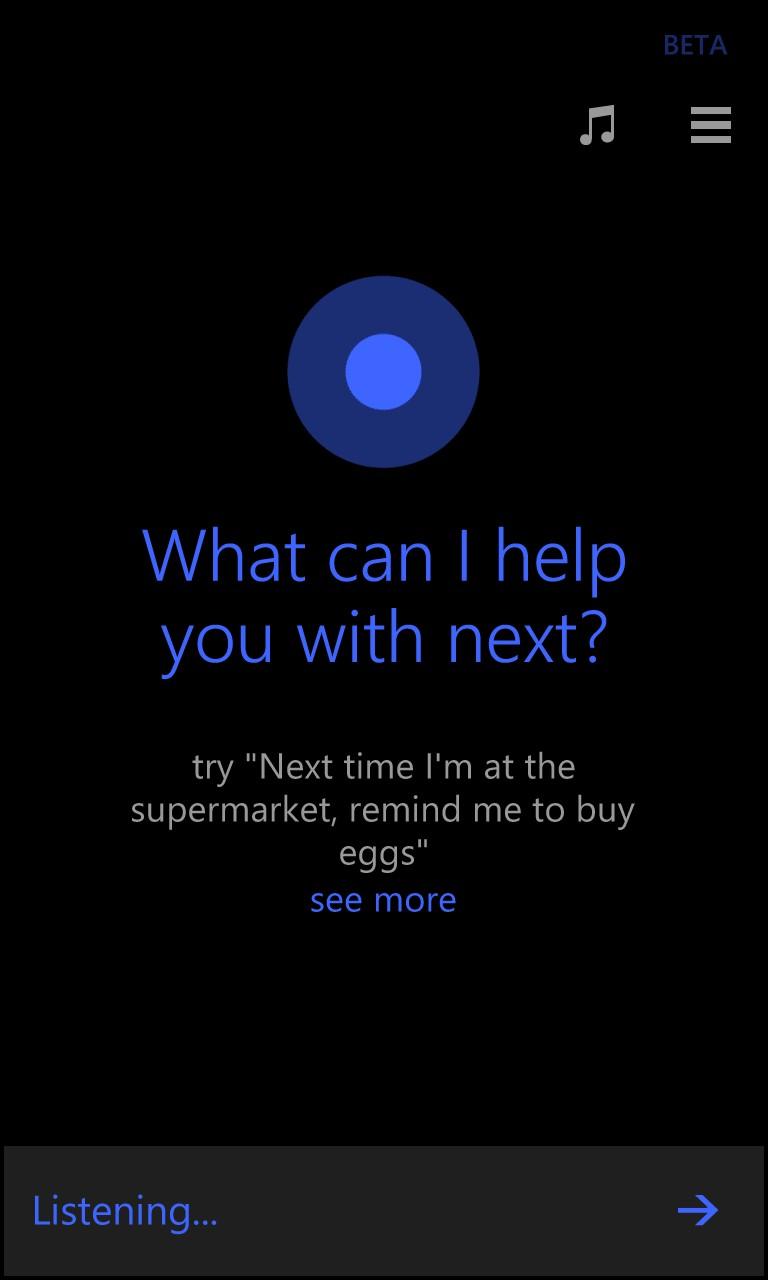 BETA
What can I help
you with next?
try "Next time I'm at the
supermarket, remind me to buy
eggs"
see more
Listening...